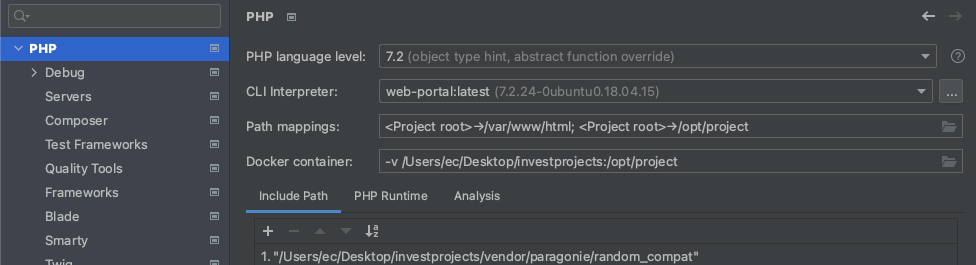 PHP
PHP
Debug
Servers
Composer
Test Frameworks
Quality Tools
Frameworks
Blade
Smarty
Twig
PHP language level: 7.2 (object type hint, abstract function override)
CLI Interpreter: web-portal:latest (7.2.24-0ubuntu0.18.04.15) ...
Path mappings: <Project root>→/var/www/html; <Project root>→/opt/project
Docker container: -v /Users/ec/Desktop/investprojects:/opt/project
Include Path PHP Runtime Analysis
1. "/Users/ec/Desktop/investprojects/vendor/paragonie/random_compat"